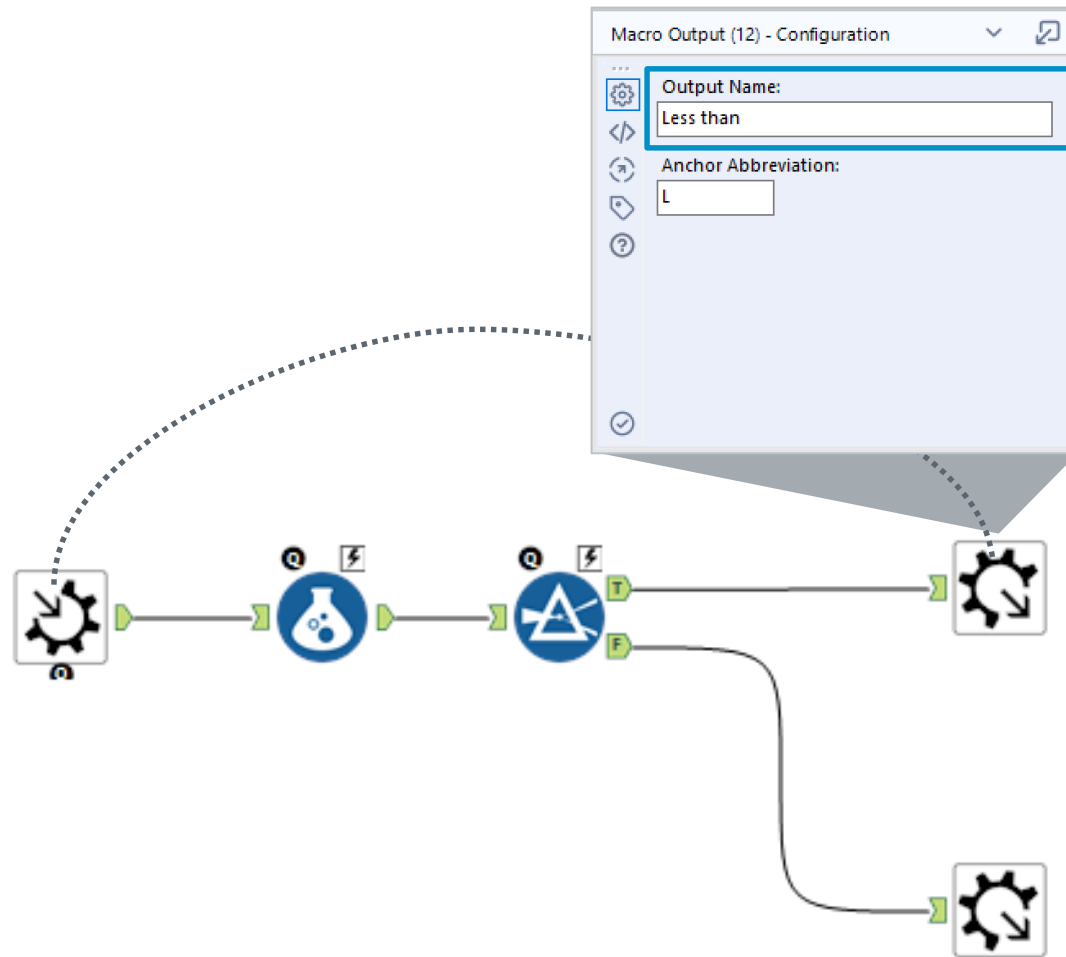 Macro Output (12) - Configuration
Output Name:
Less than
Anchor Abbreviation:
L
Q
Q
T
F
Q